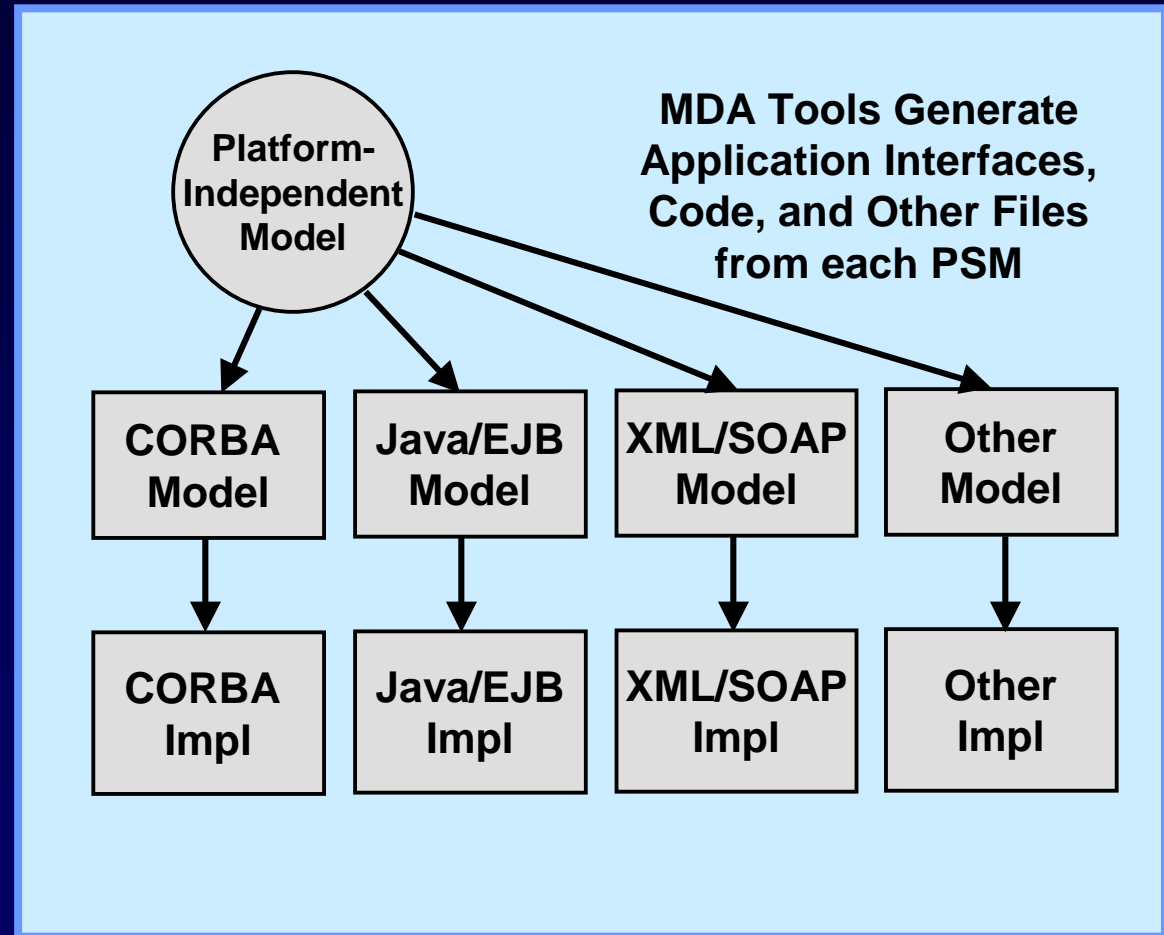 Platform-
Independent
Model
MDA Tools Generate
Application Interfaces,
Code, and Other Files
from each PSM
CORBA
Model
Java/EJB
Model
XML/SOAP
Model
Other
Model
CORBA
Impl
Java/EJB
Impl
XML/SOAP
Impl
Other
Impl